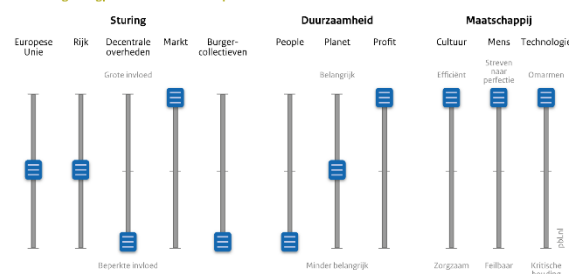 Sturing Duurzaamheid Maatschappij
Europese Unie Rijk Decentrale overheden Markt Burger-collectieven People Planet Profit Cultuur Mens Technologie
Grote invloed Belangrijk Efficiënt Streven naar perfectie Omarmen
Beperkte invloed Minder belangrijk Zorgzaam Feilbaar Kritische houding
pbl.nl